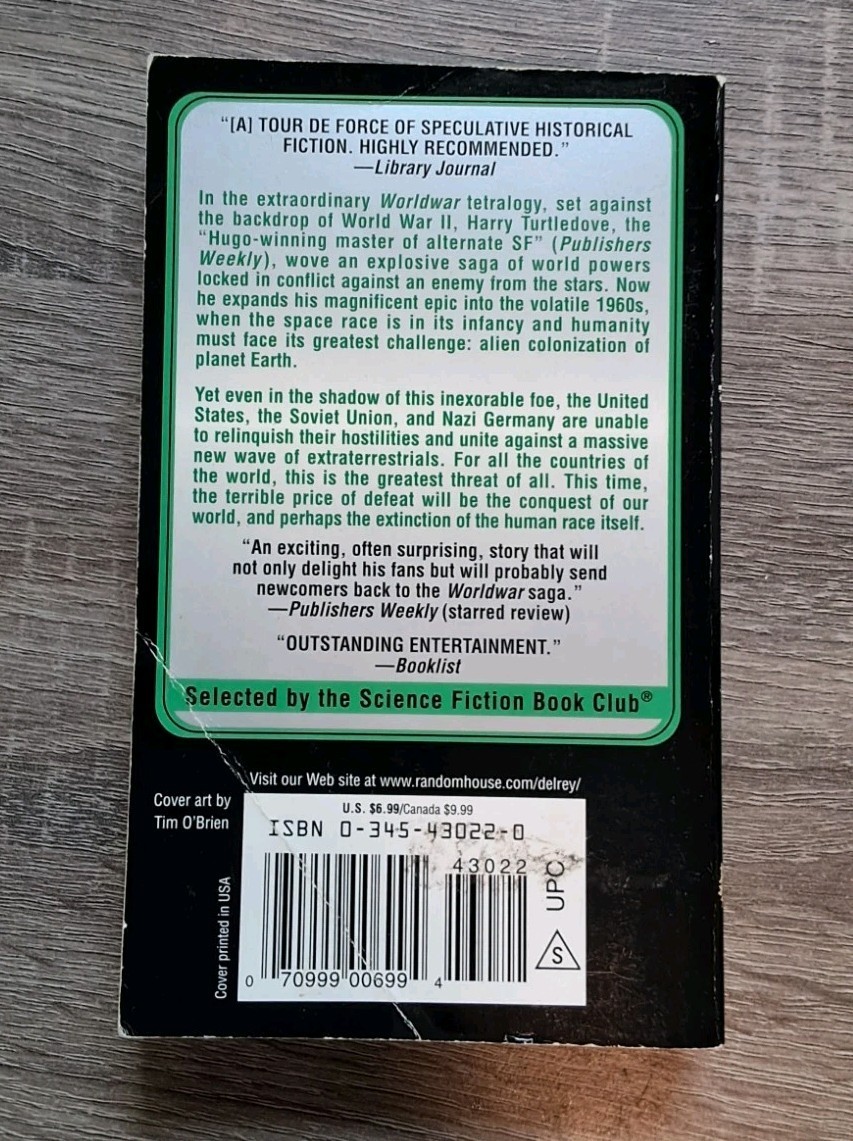 “[A] TOUR DE FORCE OF SPECULATIVE HISTORICAL
FICTION. HIGHLY RECOMMENDED.”
—Library Journal
In the extraordinary Worldwar tetralogy, set against
the backdrop of World War II, Harry Turtledove, the
“Hugo-winning master of alternate SF” (Publishers
Weekly), wove an explosive saga of world powers
locked in conflict against an enemy from the stars. Now
he expands his magnificent epic into the volatile 1960s,
when the space race is in its infancy and humanity
must face its greatest challenge: alien colonization of
planet Earth.
Yet even in the shadow of this inexorable foe, the United
States, the Soviet Union, and Nazi Germany are unable
to relinquish their hostilities and unite against a massive
new wave of extraterrestrials. For all the countries of
the world, this is the greatest threat of all. This time,
the terrible price of defeat will be the conquest of our
world, and perhaps the extinction of the human race itself.
“An exciting, often surprising, story that will
not only delight his fans but will probably send
newcomers back to the Worldwar saga.”
—Publishers Weekly (starred review)
“OUTSTANDING ENTERTAINMENT.”
—Booklist
Selected by the Science Fiction Book Club®
Visit our Web site at www.randomhouse.com/delrey/
Cover art by
Tim O’Brien
Cover printed in USA
U.S. $6.99/Canada $9.99
ISBN 0-345-43022-0
43022
UPC
S
0 70999 00699 4